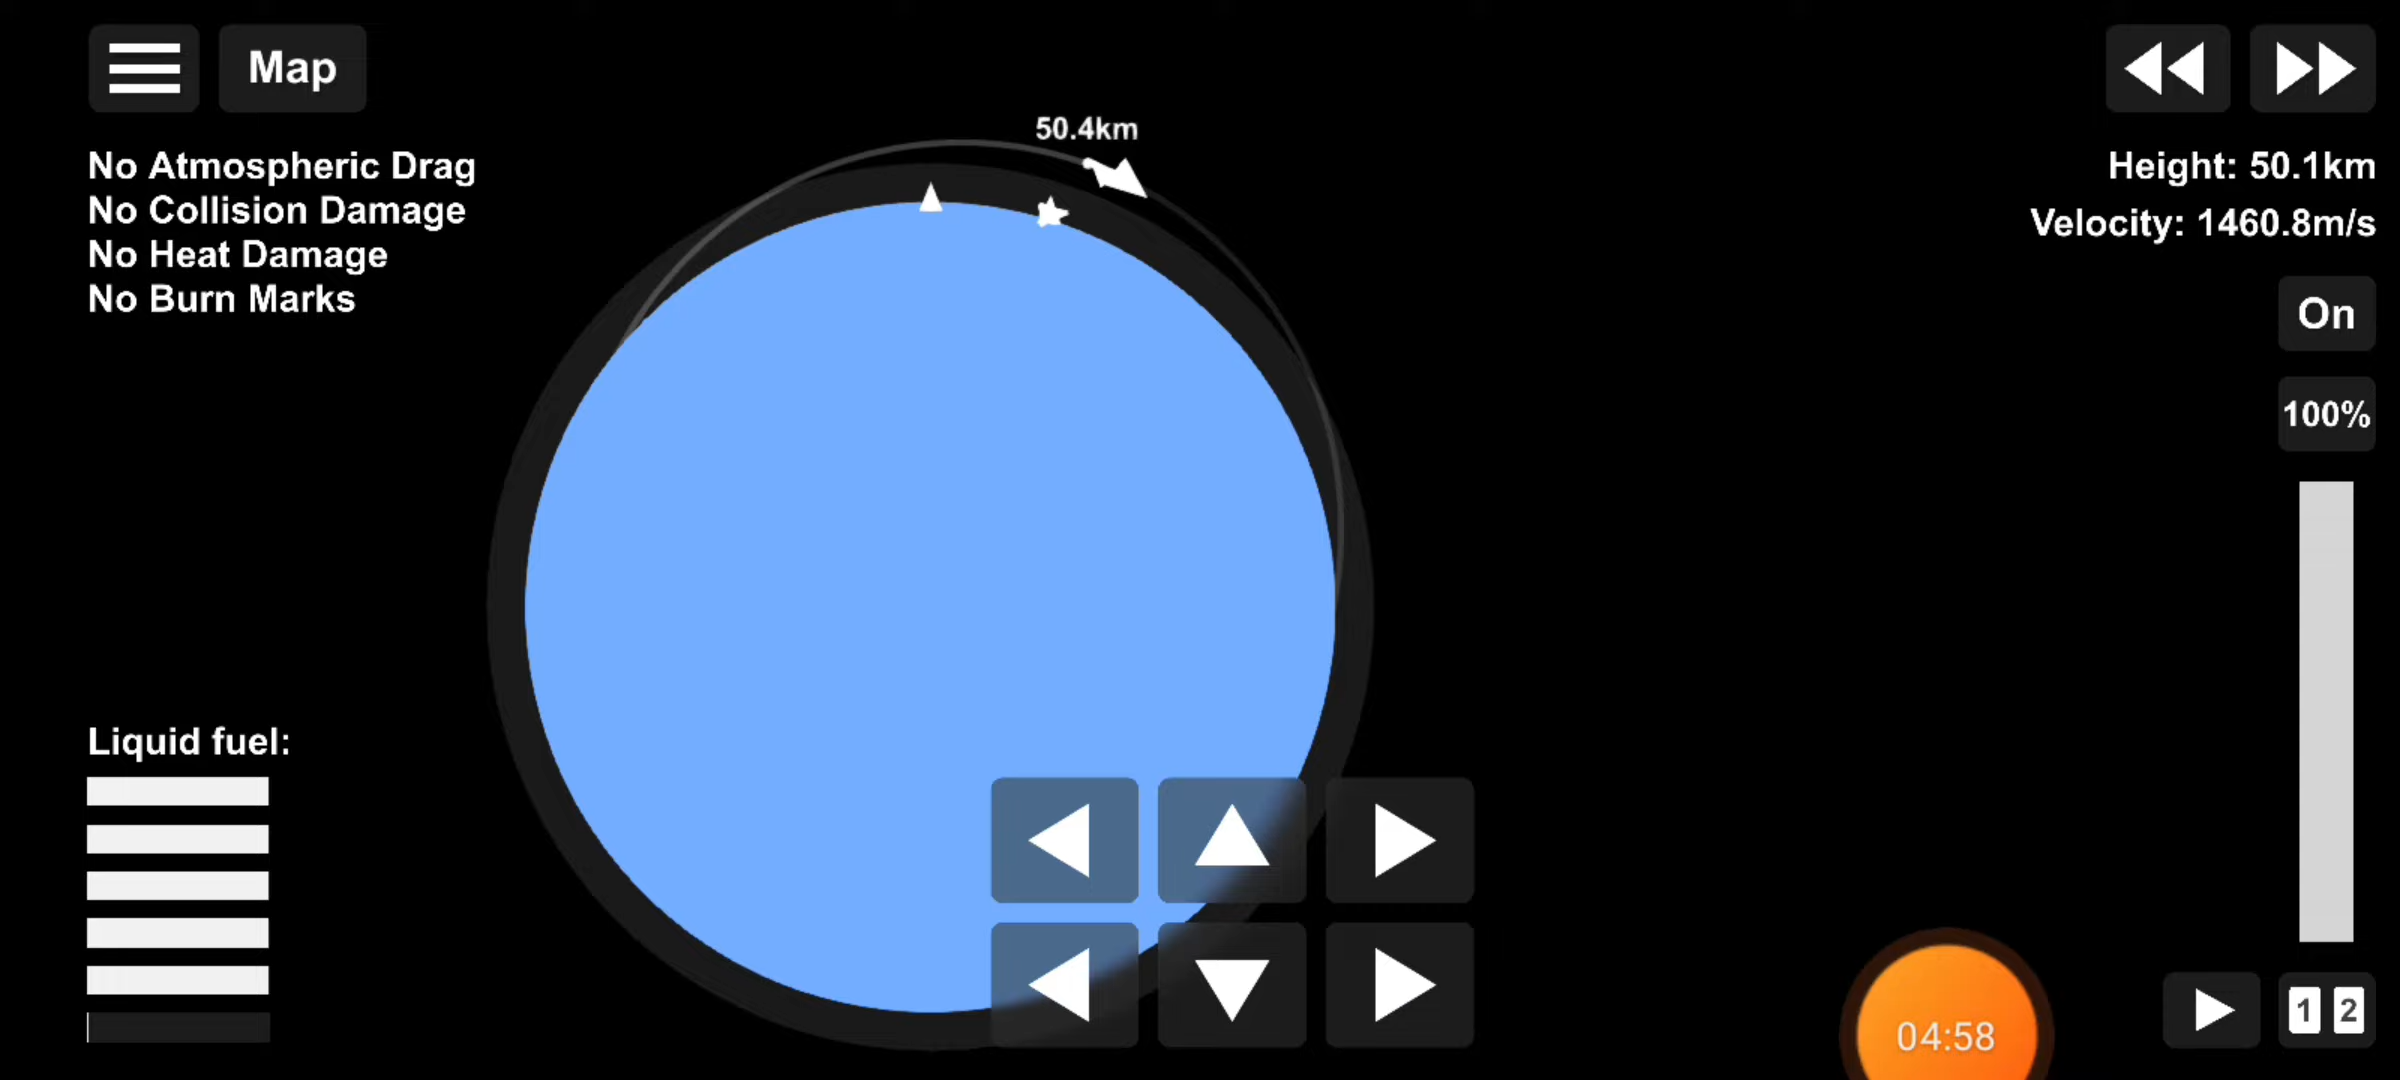 Map
50.4km
No Atmospheric Drag
No Collision Damage
No Heat Damage
No Burn Marks
Height: 50.1km
Velocity: 1460.8m/s
On
100%
Liquid fuel:
04:58
1 2